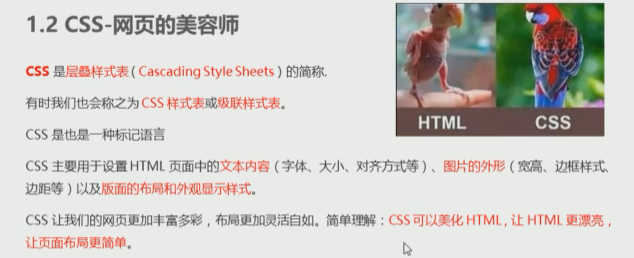 1.2 CSS-网页的美容师
CSS 是层叠样式表 ( Cascading Style Sheets ) 的简称.
有时我们也会称之为 CSS 样式表或级联样式表。
CSS 是也是一种标记语言
CSS 主要用于设置 HTML 页面中的文本内容（字体、大小、对齐方式等）、图片的外形（宽高、边框样式、
边距等）以及版面的布局和外观显示样式。
CSS 让我们的网页更加丰富多彩，布局更加灵活自如。简单理解：CSS 可以美化 HTML , 让 HTML 更漂亮，
让页面布局更简单。
HTML
CSS